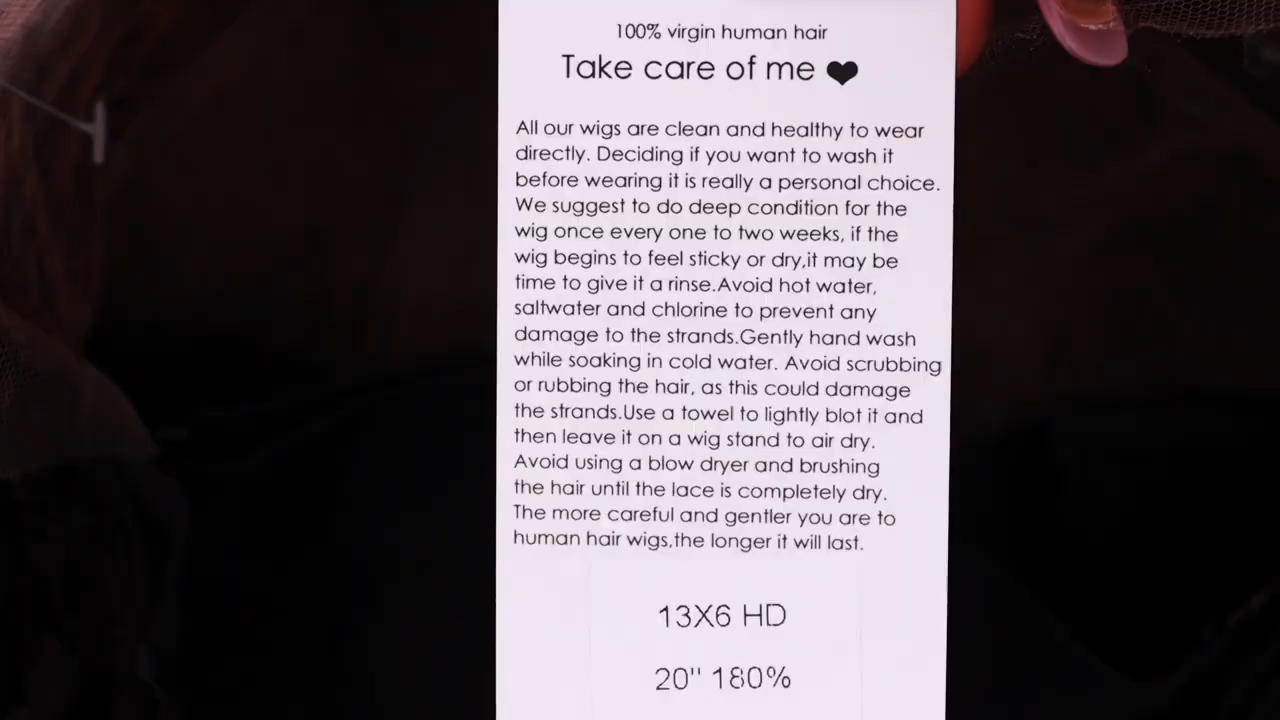 100% virgin human hair
Take care of me ♥
All our wigs are clean and healthy to wear
directly. Deciding if you want to wash it
before wearing it is really a personal choice.
We suggest to do deep condition for the
wig once every one to two weeks, if the
wig begins to feel sticky or dry,it may be
time to give it a rinse.Avoid hot water,
saltwater and chlorine to prevent any
damage to the strands.Gently hand wash
while soaking in cold water. Avoid scrubbing
or rubbing the hair, as this could damage
the strands.Use a towel to lightly blot it and
then leave it on a wig stand to air dry.
Avoid using a blow dryer and brushing
the hair until the lace is completely dry.
The more careful and gentler you are to
human hair wigs,the longer it will last.
13X6 HD
20" 180%